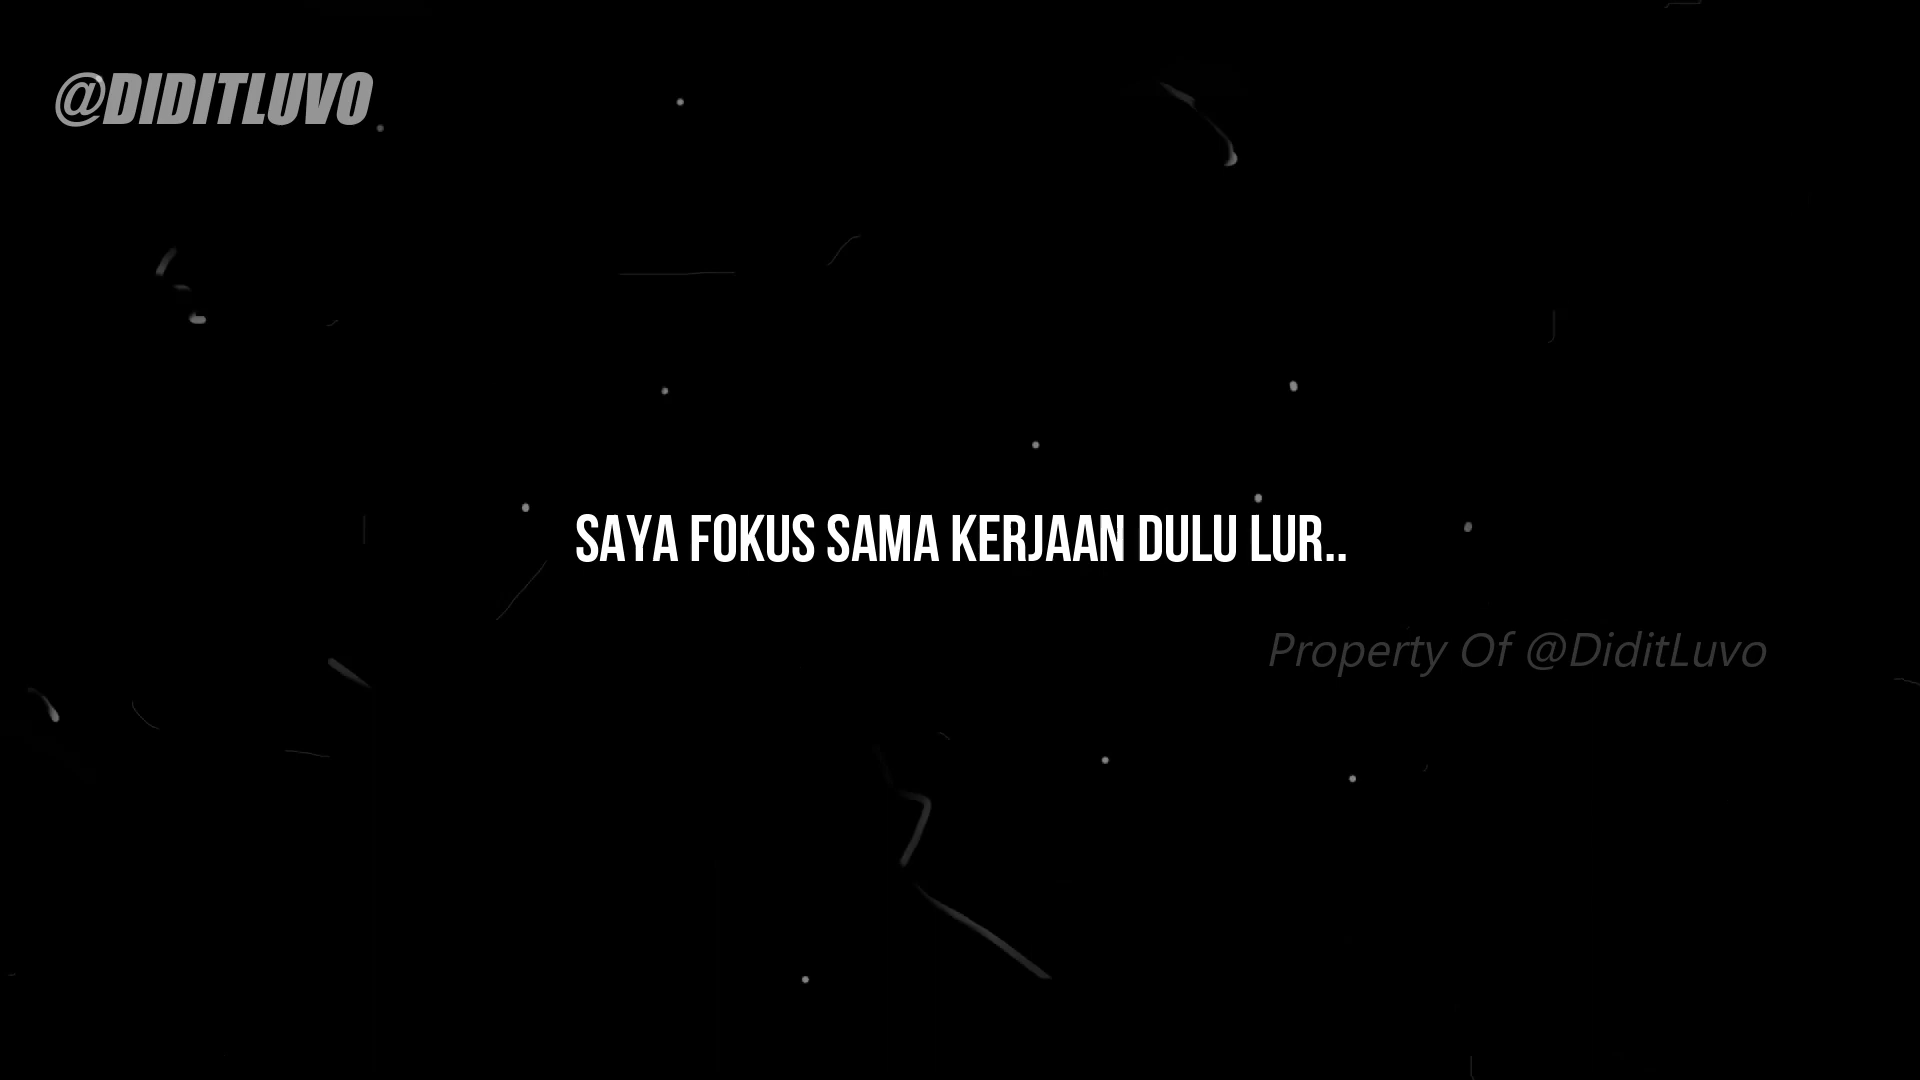 @DIDITLUVO
SAYA FOKUS SAMA KERJAAN DULU LUR..
Property Of @DiditLuvo